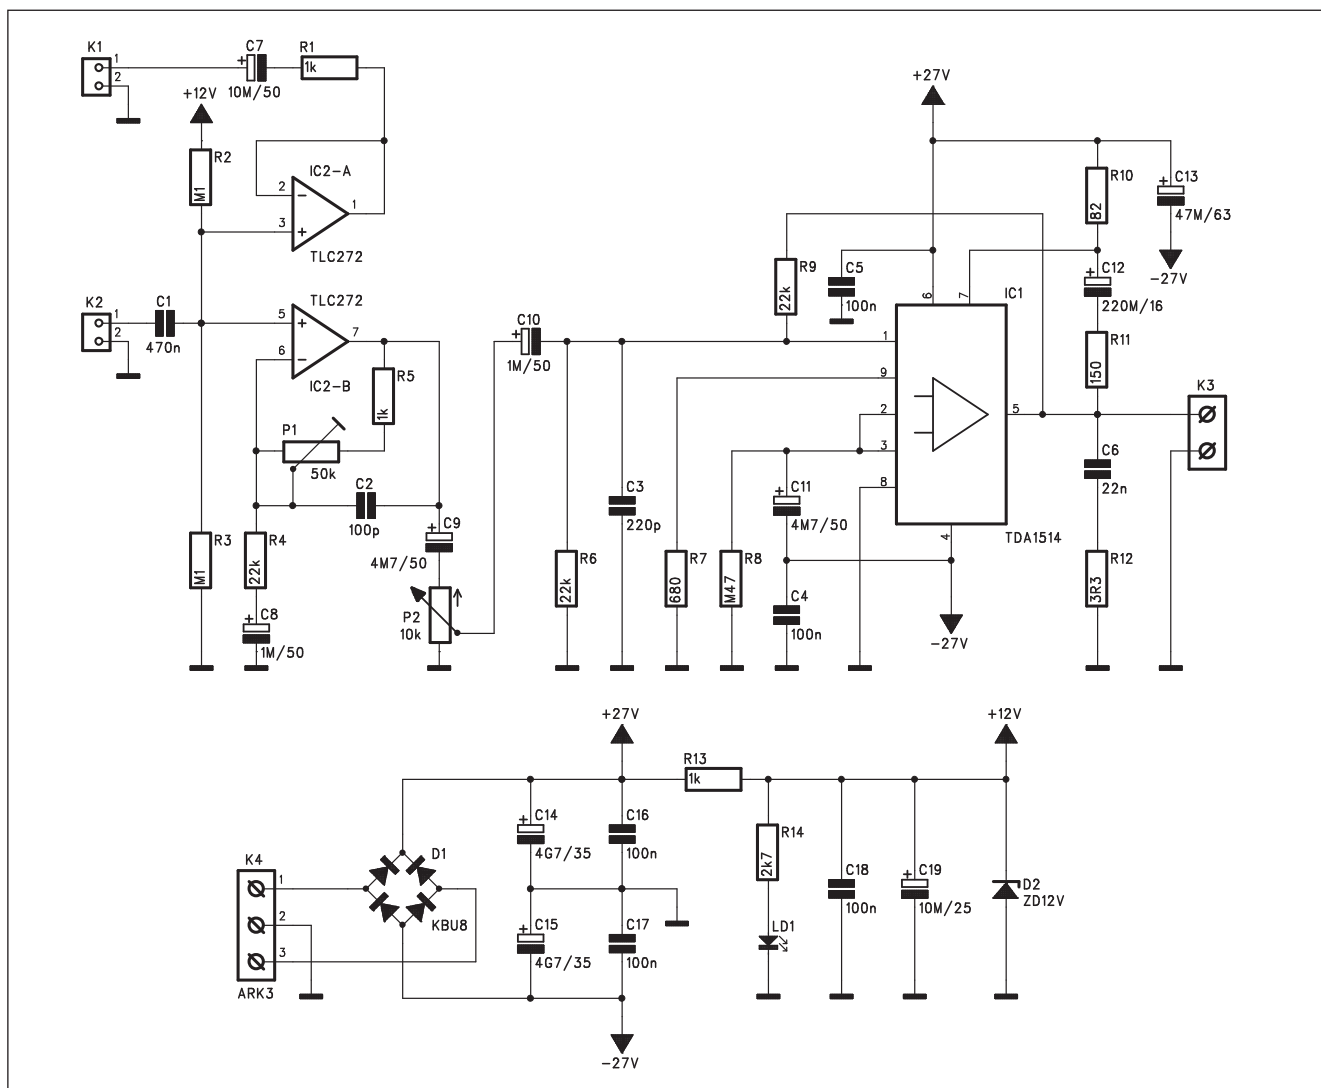 K1
1
2
C7
+
10M/50
R1
1k
+12V
R2
M1
IC2-A
2
−
3
+
1
TLC272
K2
1
2
C1
470n
TLC272
5
+
6
−
7
IC2-B
R5
1k
P1
50k
C2
100p
R3
M1
R4
22k
C8
+
1M/50
C9
+
4M7/50
P2
10k
C10
+
1M/50
R6
22k
C3
220p
R7
680
R8
M47
C11
+
4M7/50
C4
100n
R9
22k
C5
100n
+27V
R10
82
C13
+
47M/63
-27V
C12
+
220M/16
R11
150
IC1
6
7
1
9
2
3
8
5
4
TDA1514
-27V
C6
22n
R12
3R3
K3
+27V
+12V
R13
1k
C14
+
4G7/35
C16
100n
R14
2k7
K4
1
2
3
ARK3
D1
KBU8
C15
+
4G7/35
C17
100n
LD1
C18
100n
C19
+
10M/25
D2
ZD12V
-27V